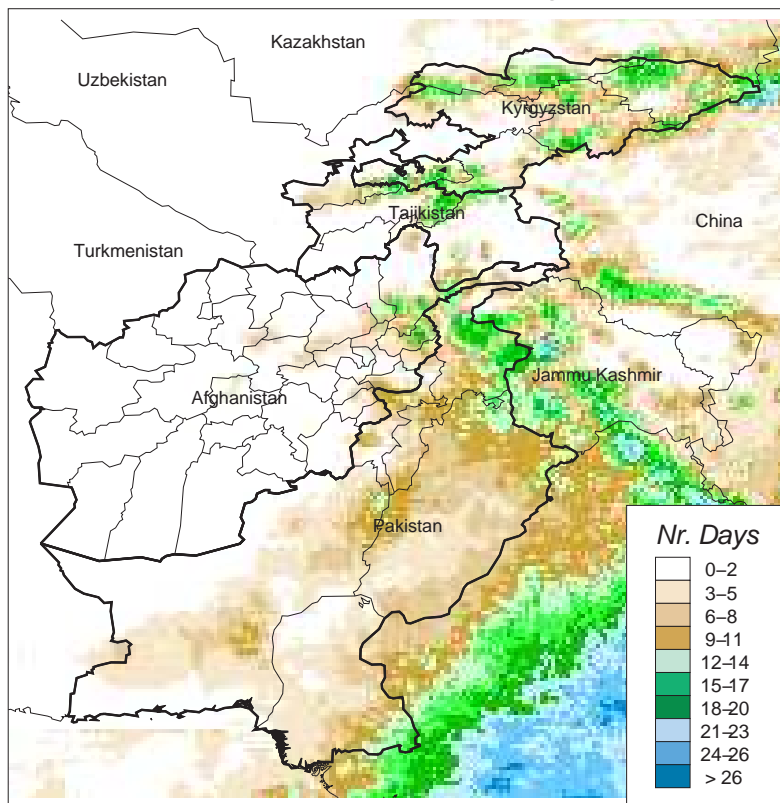 Kazakhstan
Uzbekistan
Kyrgyzstan
Tajikistan
China
Turkmenistan
Jammu Kashmir
Afghanistan
Pakistan
Nr. Days
0–2
3–5
6–8
9–11
12–14
15–17
18–20
21–23
24–26
> 26